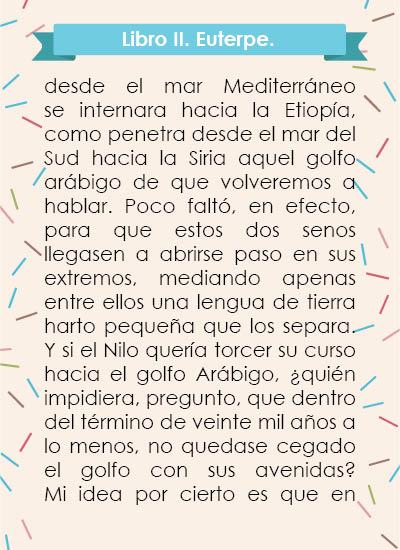 Libro II. Euterpe.
desde el mar Mediterráneo
se internara hacia la Etiopía,
como penetra desde el mar del
Sud hacia la Siria aquel golfo
arábigo de que volveremos a
hablar. Poco faltó, en efecto,
para que estos dos senos
llegasen a abrirse paso en sus
extremos, mediando apenas
entre ellos una lengua de tierra
harto pequeña que los separa.
Y si el Nilo quería torcer su curso
hacia el golfo Arábigo, ¿quién
impidiera, pregunto, que dentro
del término de veinte mil años a
lo menos, no quedase cegado
el golfo con sus avenidas?
Mi idea por cierto es que en